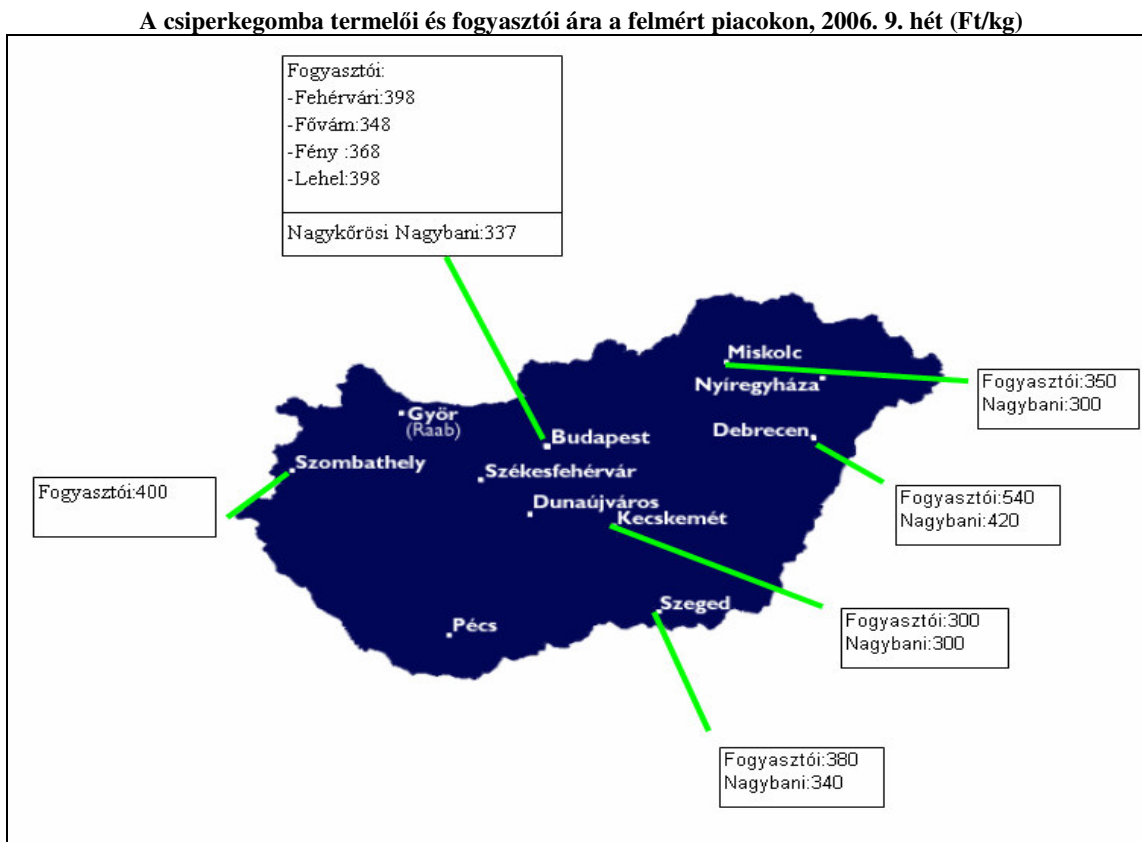 A csiperkegomba termelői és fogyasztói ára a felmért piacokon, 2006. 9. hét (Ft/kg)
Fogyasztói:
-Fehérvári:398
-Fővám:348
-Fény :368
-Lehel:398
Nagykőrösi Nagybani:337
Miskolc
Nyíregyháza
Fogyasztói:350
Nagybani:300
Györ
(Raab)
Budapest
Debrecen
Szombathely
Székesfehérvár
Fogyasztói:400
Dunaújváros
Kecskemét
Fogyasztói:540
Nagybani:420
Szeged
Pécs
Fogyasztói:300
Nagybani:300
Fogyasztói:380
Nagybani:340